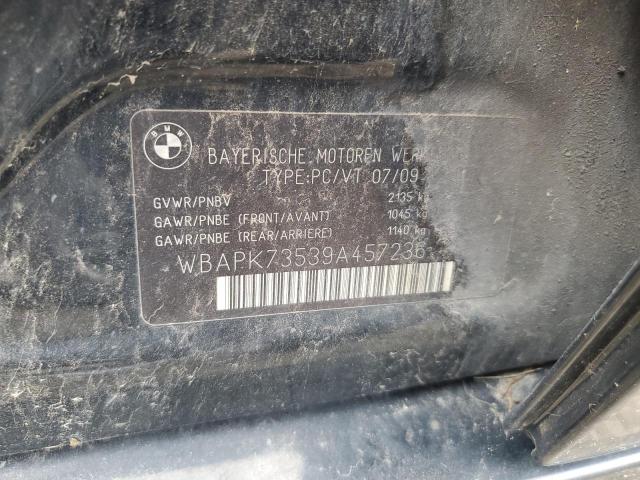 BMW
BAYERISCHE MOTOREN
TYPE:PC/VT 07/09
GVWR/PNBV 2135 kg
GAWR/PNBE (FRONT/AVANT) 1045 kg
GAWR/PNBE (REAR/ARRIERE) 1140 kg
WBAPK73539A457236